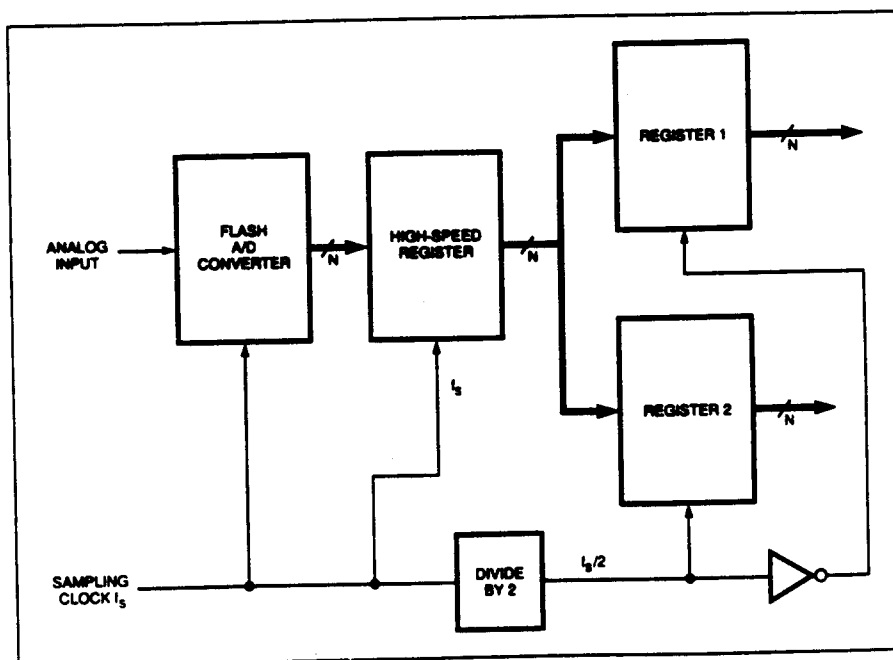 REGISTER 1
N
FLASH
A/D
CONVERTER
N
HIGH-SPEED
REGISTER
N
ANALOG
INPUT
fs
REGISTER 2
N
SAMPLING
CLOCK fs
DIVIDE
BY 2
fs/2